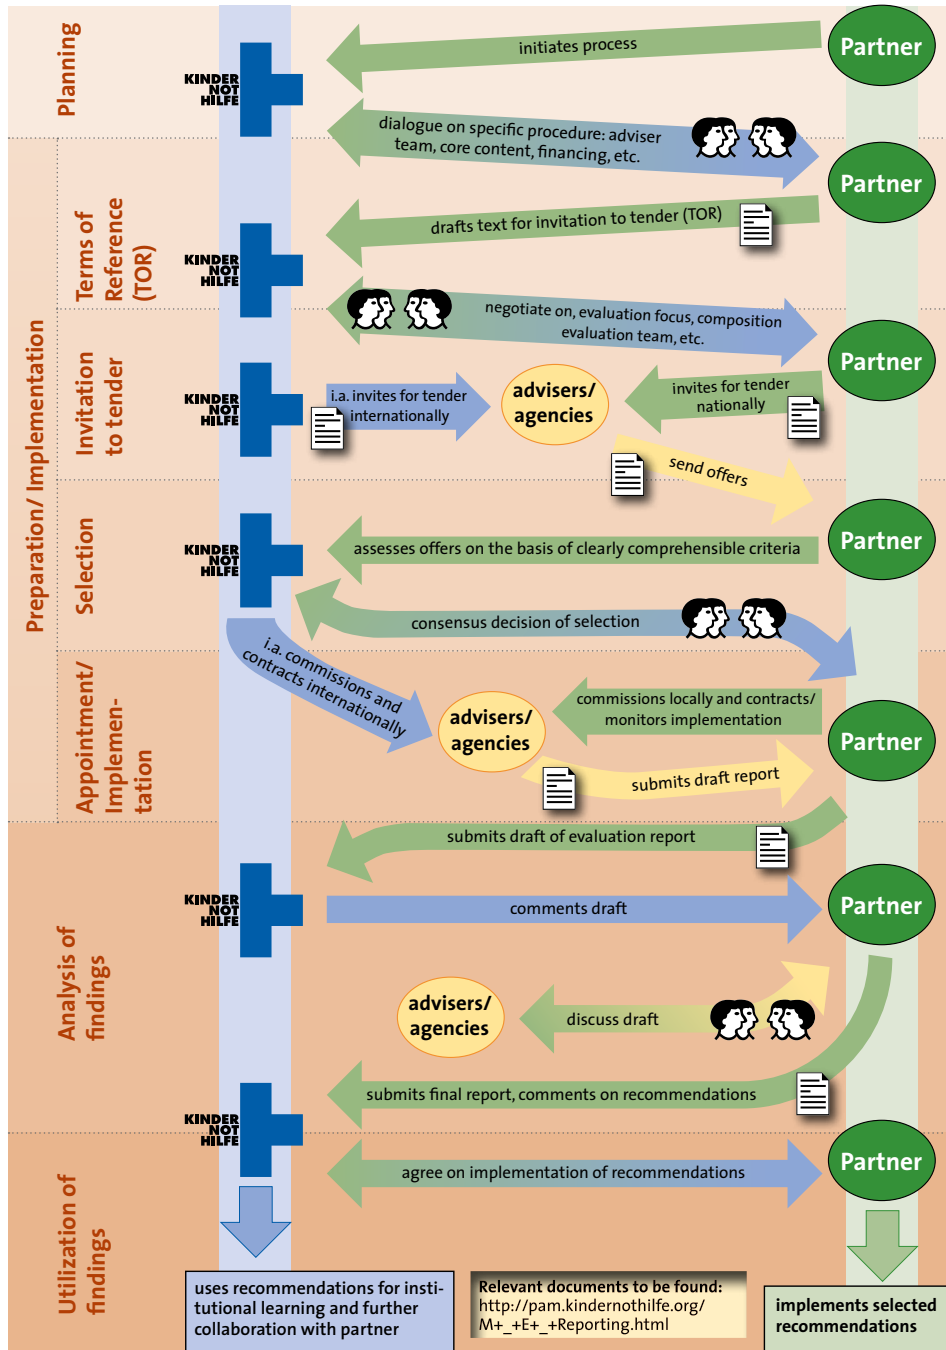 Planning
initiates process
Partner
KINDER
NOT
HILFE
dialogue on specific procedure: adviser
team, core content, financing, etc.
Partner
Preparation/ Implementation
Terms of
Reference
(TOR)
drafts text for invitation to tender (TOR)
KINDER
NOT
HILFE
negotiate on, evaluation focus, composition
evaluation team, etc.
Partner
Invitation
to tender
KINDER
NOT
HILFE
i.a. invites for tender
internationally
advisers/
agencies
invites for tender
nationally
send offers
Selection
Partner
KINDER
NOT
HILFE
assesses offers on the basis of clearly comprehensible criteria
consensus decision of selection
i.a. commissions and
contracts internationally
Appointment/
Implemen-
tation
advisers/
agencies
commissions locally and contracts/
monitors implementation
Partner
submits draft report
submits draft of evaluation report
Analysis of
findings
KINDER
NOT
HILFE
comments draft
Partner
advisers/
agencies
discuss draft
submits final report, comments on recommendations
KINDER
NOT
HILFE
Utilization of
findings
agree on implementation of recommendations
Partner
uses recommendations for insti-
tutional learning and further
collaboration with partner
Relevant documents to be found:
http://pam.kindernothilfe.org/
M+_+E+_+Reporting.html
implements selected
recommendations